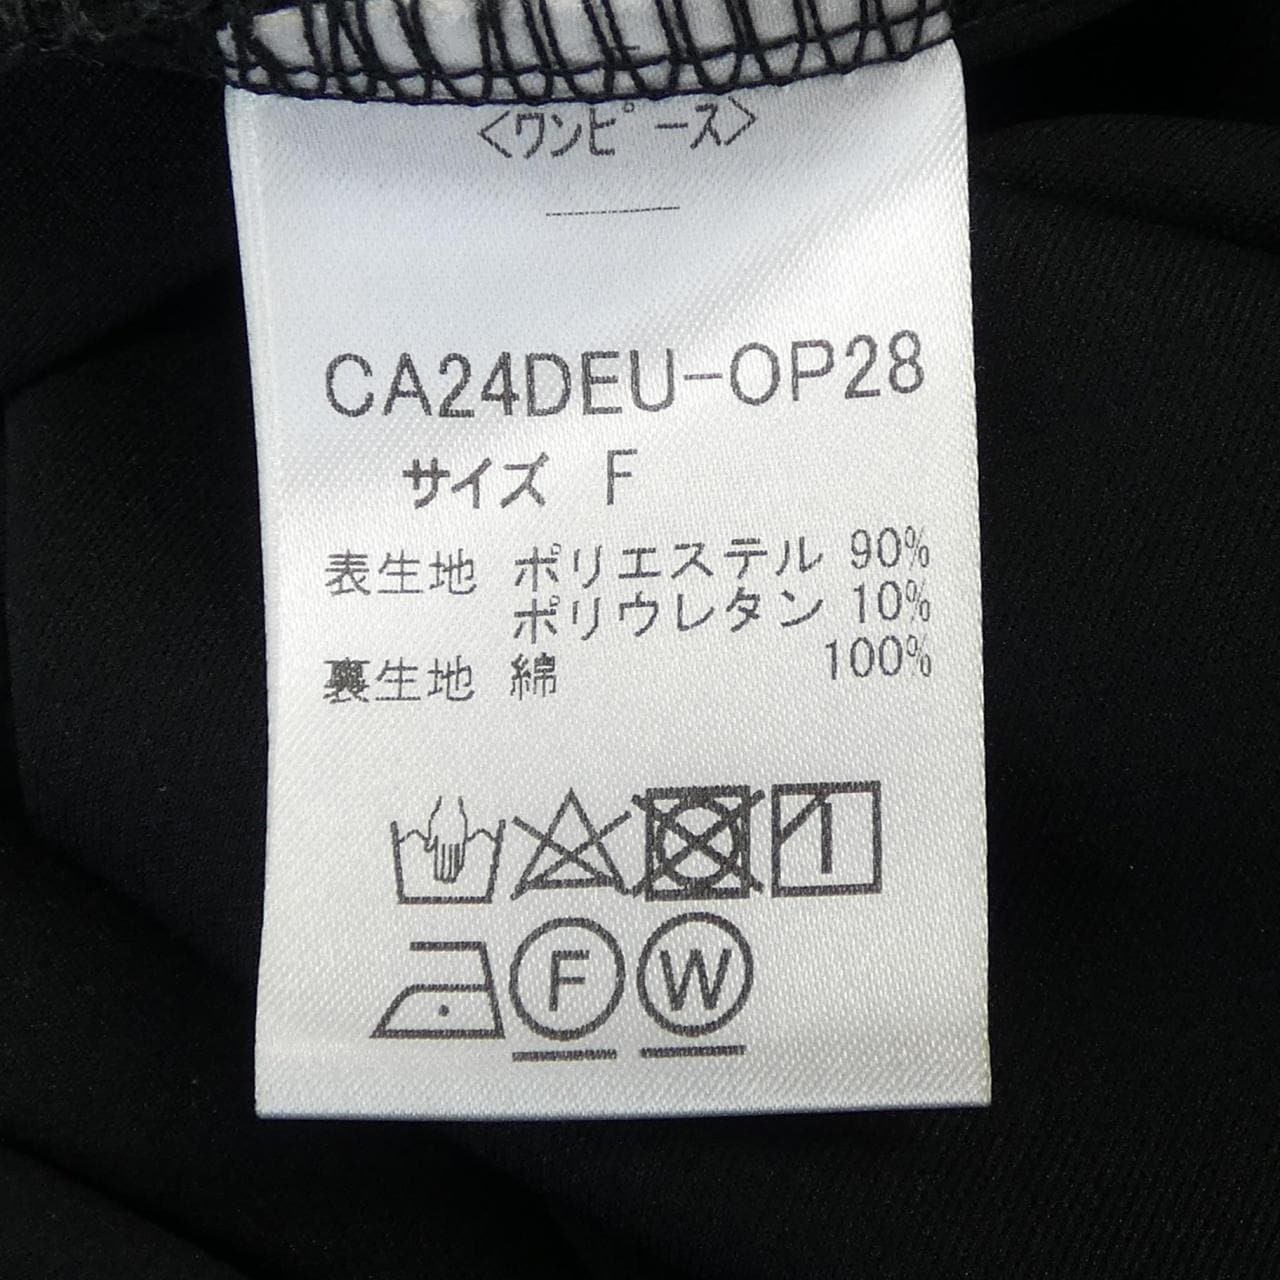 <ワンピース>
CA24DEU-OP28
サイズ F
表生地 ポリエステル 90%
ポリウレタン 10%
裏生地 綿 100%
F W